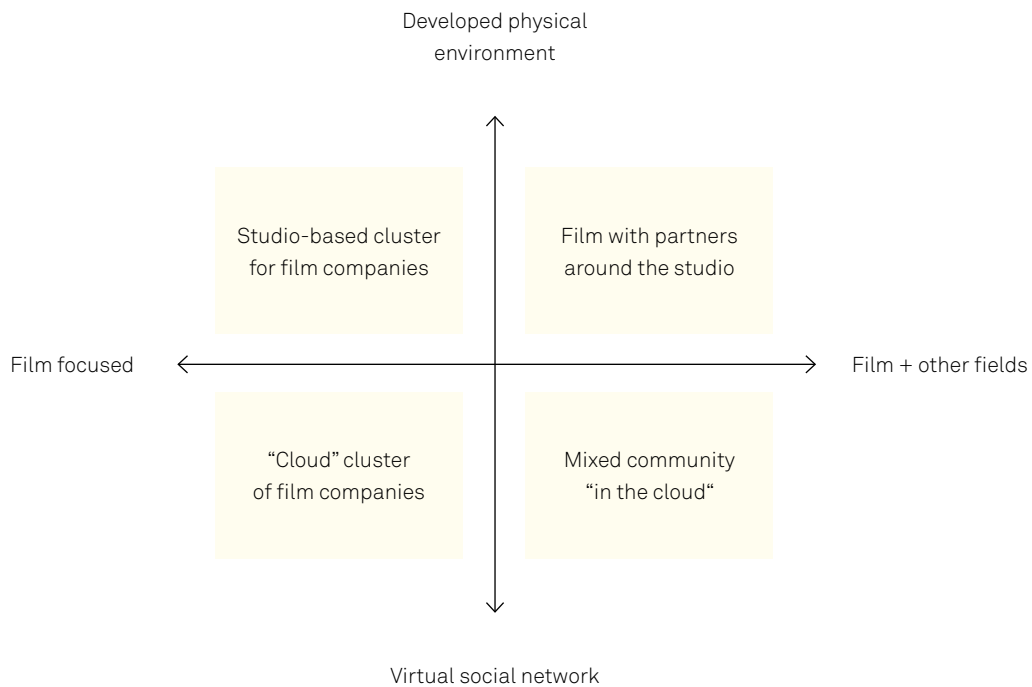 Developed physical
environment
Studio-based cluster
for film companies
Film with partners
around the studio
Film focused
Film + other fields
“Cloud” cluster
of film companies
Mixed community
“in the cloud“
Virtual social network